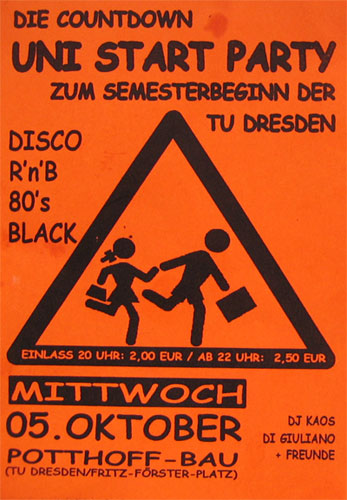 DIE COUNTDOWN
UNI START PARTY
ZUM SEMESTERBEGINN DER
TU DRESDEN
DISCO
R'n'B
80's
BLACK
EINLASS 20 UHR: 2,00 EUR / AB 22 UHR: 2,50 EUR
MITTWOCH
05.OKTOBER
POTTHOFF-BAU
(TU DRESDEN/FRITZ-FÖRSTER-PLATZ)
DJ KAOS
DI GIULIANO
+ FREUNDE